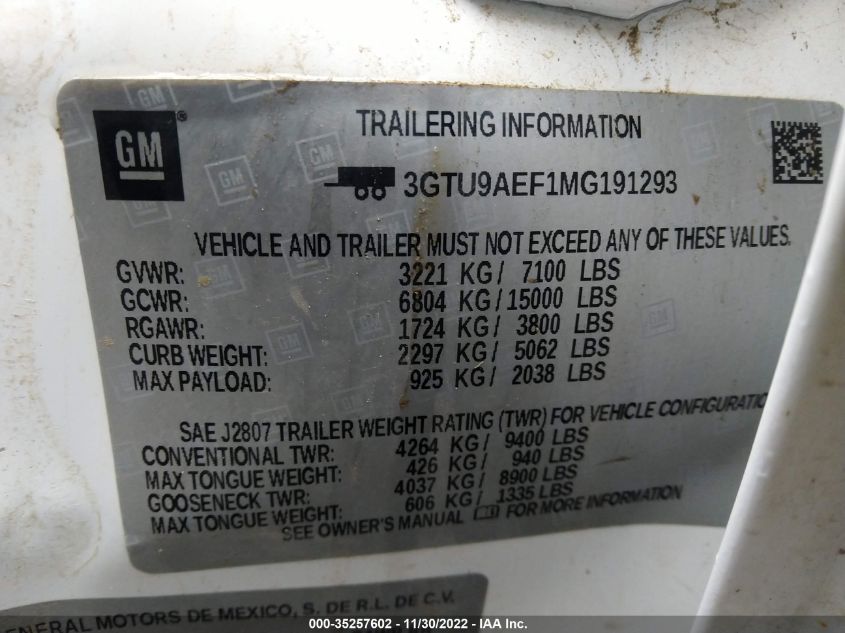 GM
®
TRAILERING INFORMATION
3GTU9AEF1MG191293
VEHICLE AND TRAILER MUST NOT EXCEED ANY OF THESE VALUES.
GVWR: 3221 KG / 7100 LBS
GCWR: 6804 KG / 15000 LBS
RGAWR: 1724 KG / 3800 LBS
CURB WEIGHT: 2297 KG / 5062 LBS
MAX PAYLOAD: 925 KG / 2038 LBS
SAE J2807 TRAILER WEIGHT RATING (TWR) FOR VEHICLE CONFIGURATIO
CONVENTIONAL TWR: 4264 KG / 9400 LBS
MAX TONGUE WEIGHT: 426 KG / 940 LBS
GOOSENECK TWR: 4037 KG / 8900 LBS
MAX TONGUE WEIGHT: 606 KG / 1335 LBS
SEE OWNER'S MANUAL FOR MORE INFORMATION
ENERAL MOTORS DE MEXICO, S. DE R.L. DE C.V.
000-35257602 - 11/30/2022 - IAA Inc.